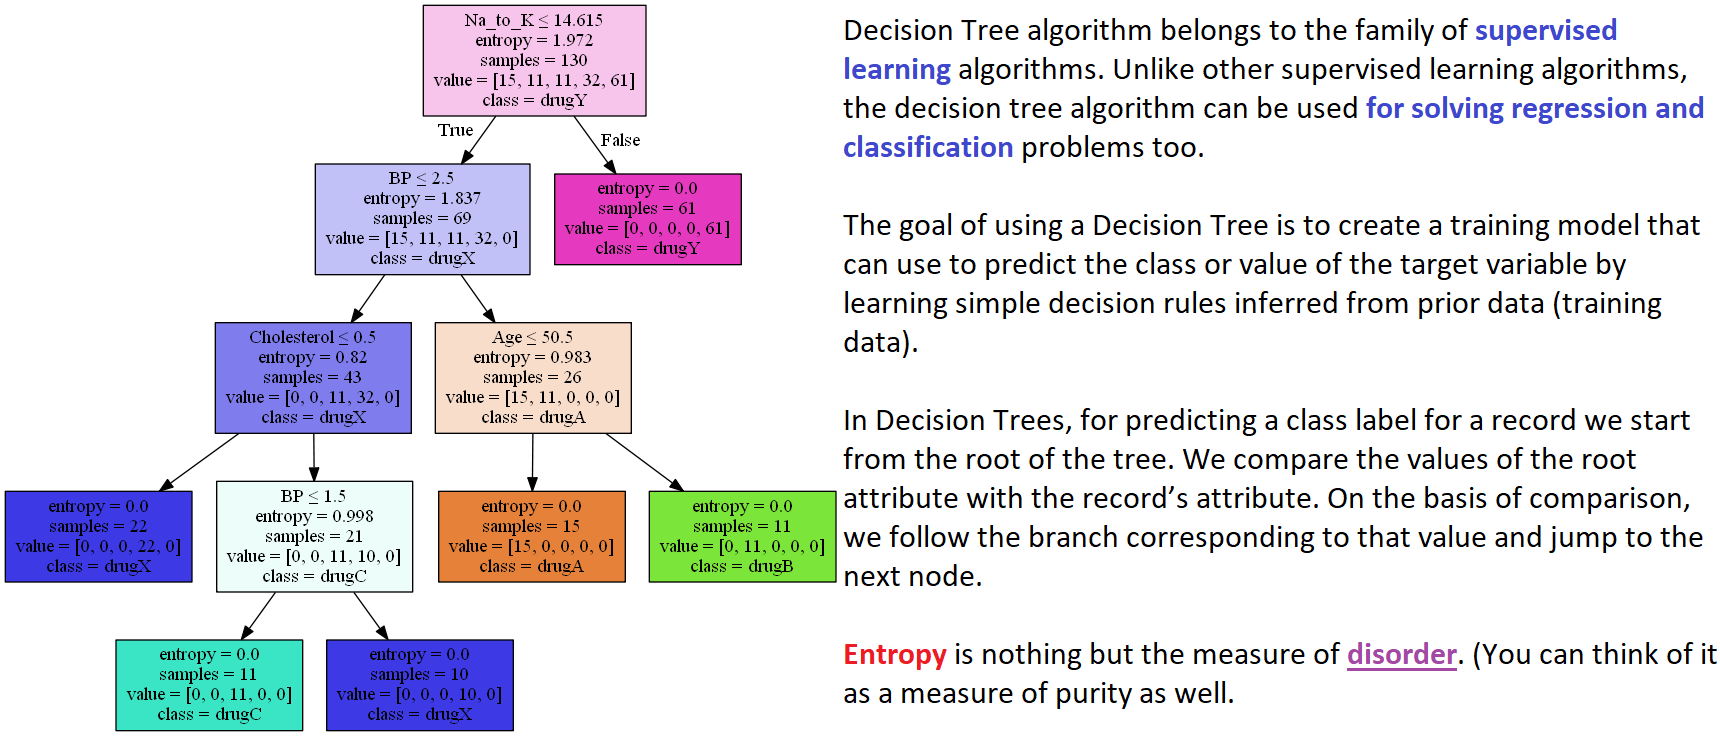 Na_to_K ≤ 14.615
entropy = 1.972
samples = 130
value = [15, 11, 11, 32, 61]
class = drugY
True
False
BP ≤ 2.5
entropy = 1.837
samples = 69
value = [15, 11, 11, 32, 0]
class = drugX
entropy = 0.0
samples = 61
value = [0, 0, 0, 0, 61]
class = drugY
Cholesterol ≤ 0.5
entropy = 0.82
samples = 43
value = [0, 0, 11, 32, 0]
class = drugX
Age ≤ 50.5
entropy = 0.983
samples = 26
value = [15, 11, 0, 0, 0]
class = drugA
entropy = 0.0
samples = 22
value = [0, 0, 0, 22, 0]
class = drugX
BP ≤ 1.5
entropy = 0.998
samples = 21
value = [0, 0, 11, 10, 0]
class = drugC
entropy = 0.0
samples = 15
value = [15, 0, 0, 0, 0]
class = drugA
entropy = 0.0
samples = 11
value = [0, 11, 0, 0, 0]
class = drugB
entropy = 0.0
samples = 11
value = [0, 0, 11, 0, 0]
class = drugC
entropy = 0.0
samples = 10
value = [0, 0, 0, 10, 0]
class = drugX
Decision Tree algorithm belongs to the family of supervised
learning algorithms. Unlike other supervised learning algorithms,
the decision tree algorithm can be used for solving regression and
classification problems too.
The goal of using a Decision Tree is to create a training model that
can use to predict the class or value of the target variable by
learning simple decision rules inferred from prior data (training
data).
In Decision Trees, for predicting a class label for a record we start
from the root of the tree. We compare the values of the root
attribute with the record’s attribute. On the basis of comparison,
we follow the branch corresponding to that value and jump to the
next node.
Entropy is nothing but the measure of disorder. (You can think of it
as a measure of purity as well.